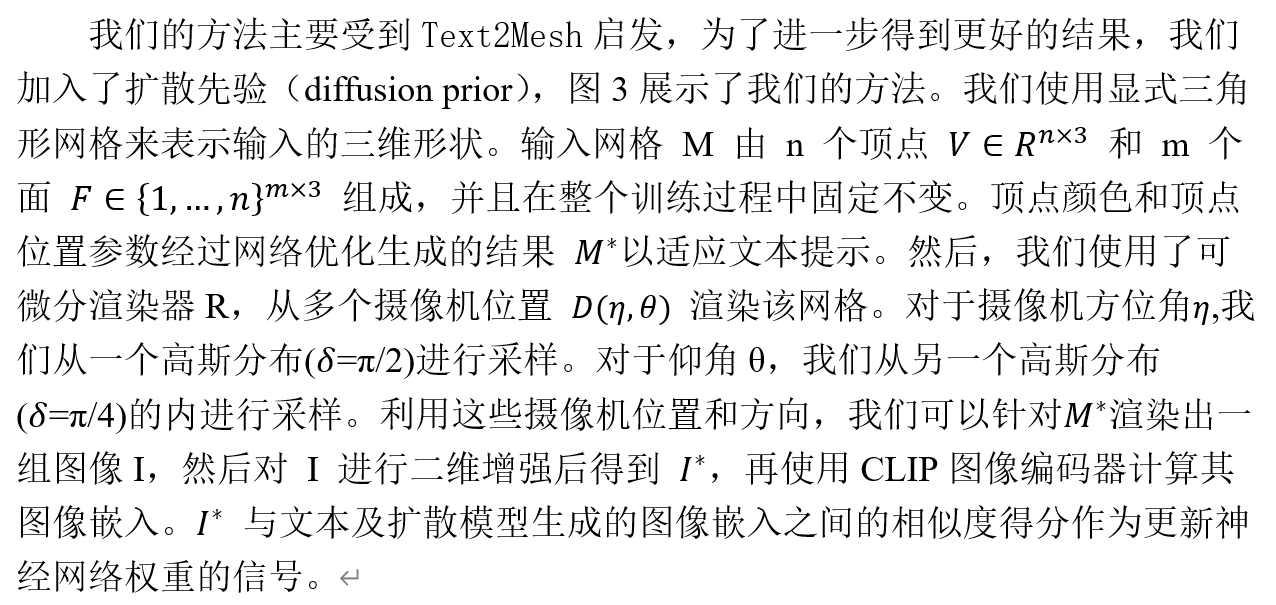 我们的方法主要受到 Text2Mesh 启发，为了进一步得到更好的结果，我们
加入了扩散先验（diffusion prior），图 3 展示了我们的方法。我们使用显式三角
形网格来表示输入的三维形状。输入网格 M 由 n 个顶点 V ∈ Rⁿˣ³ 和 m 个
面 F ∈ {1, … , n}ᵐˣ³ 组成，并且在整个训练过程中固定不变。顶点颜色和顶点
位置参数经过网络优化生成的结果 M*以适应文本提示。然后，我们使用了可
微分渲染器 R，从多个摄像机位置 D(η, θ) 渲染该网格。对于摄像机方位角η,我
们从一个高斯分布(δ=π/2)进行采样。对于仰角 θ，我们从另一个高斯分布
(δ=π/4)的内进行采样。利用这些摄像机位置和方向，我们可以针对M*渲染出一
组图像 I，然后对 I 进行二维增强后得到 I*，再使用 CLIP 图像编码器计算其
图像嵌入。I* 与文本及扩散模型生成的图像嵌入之间的相似度得分作为更新神
经网络权重的信号。